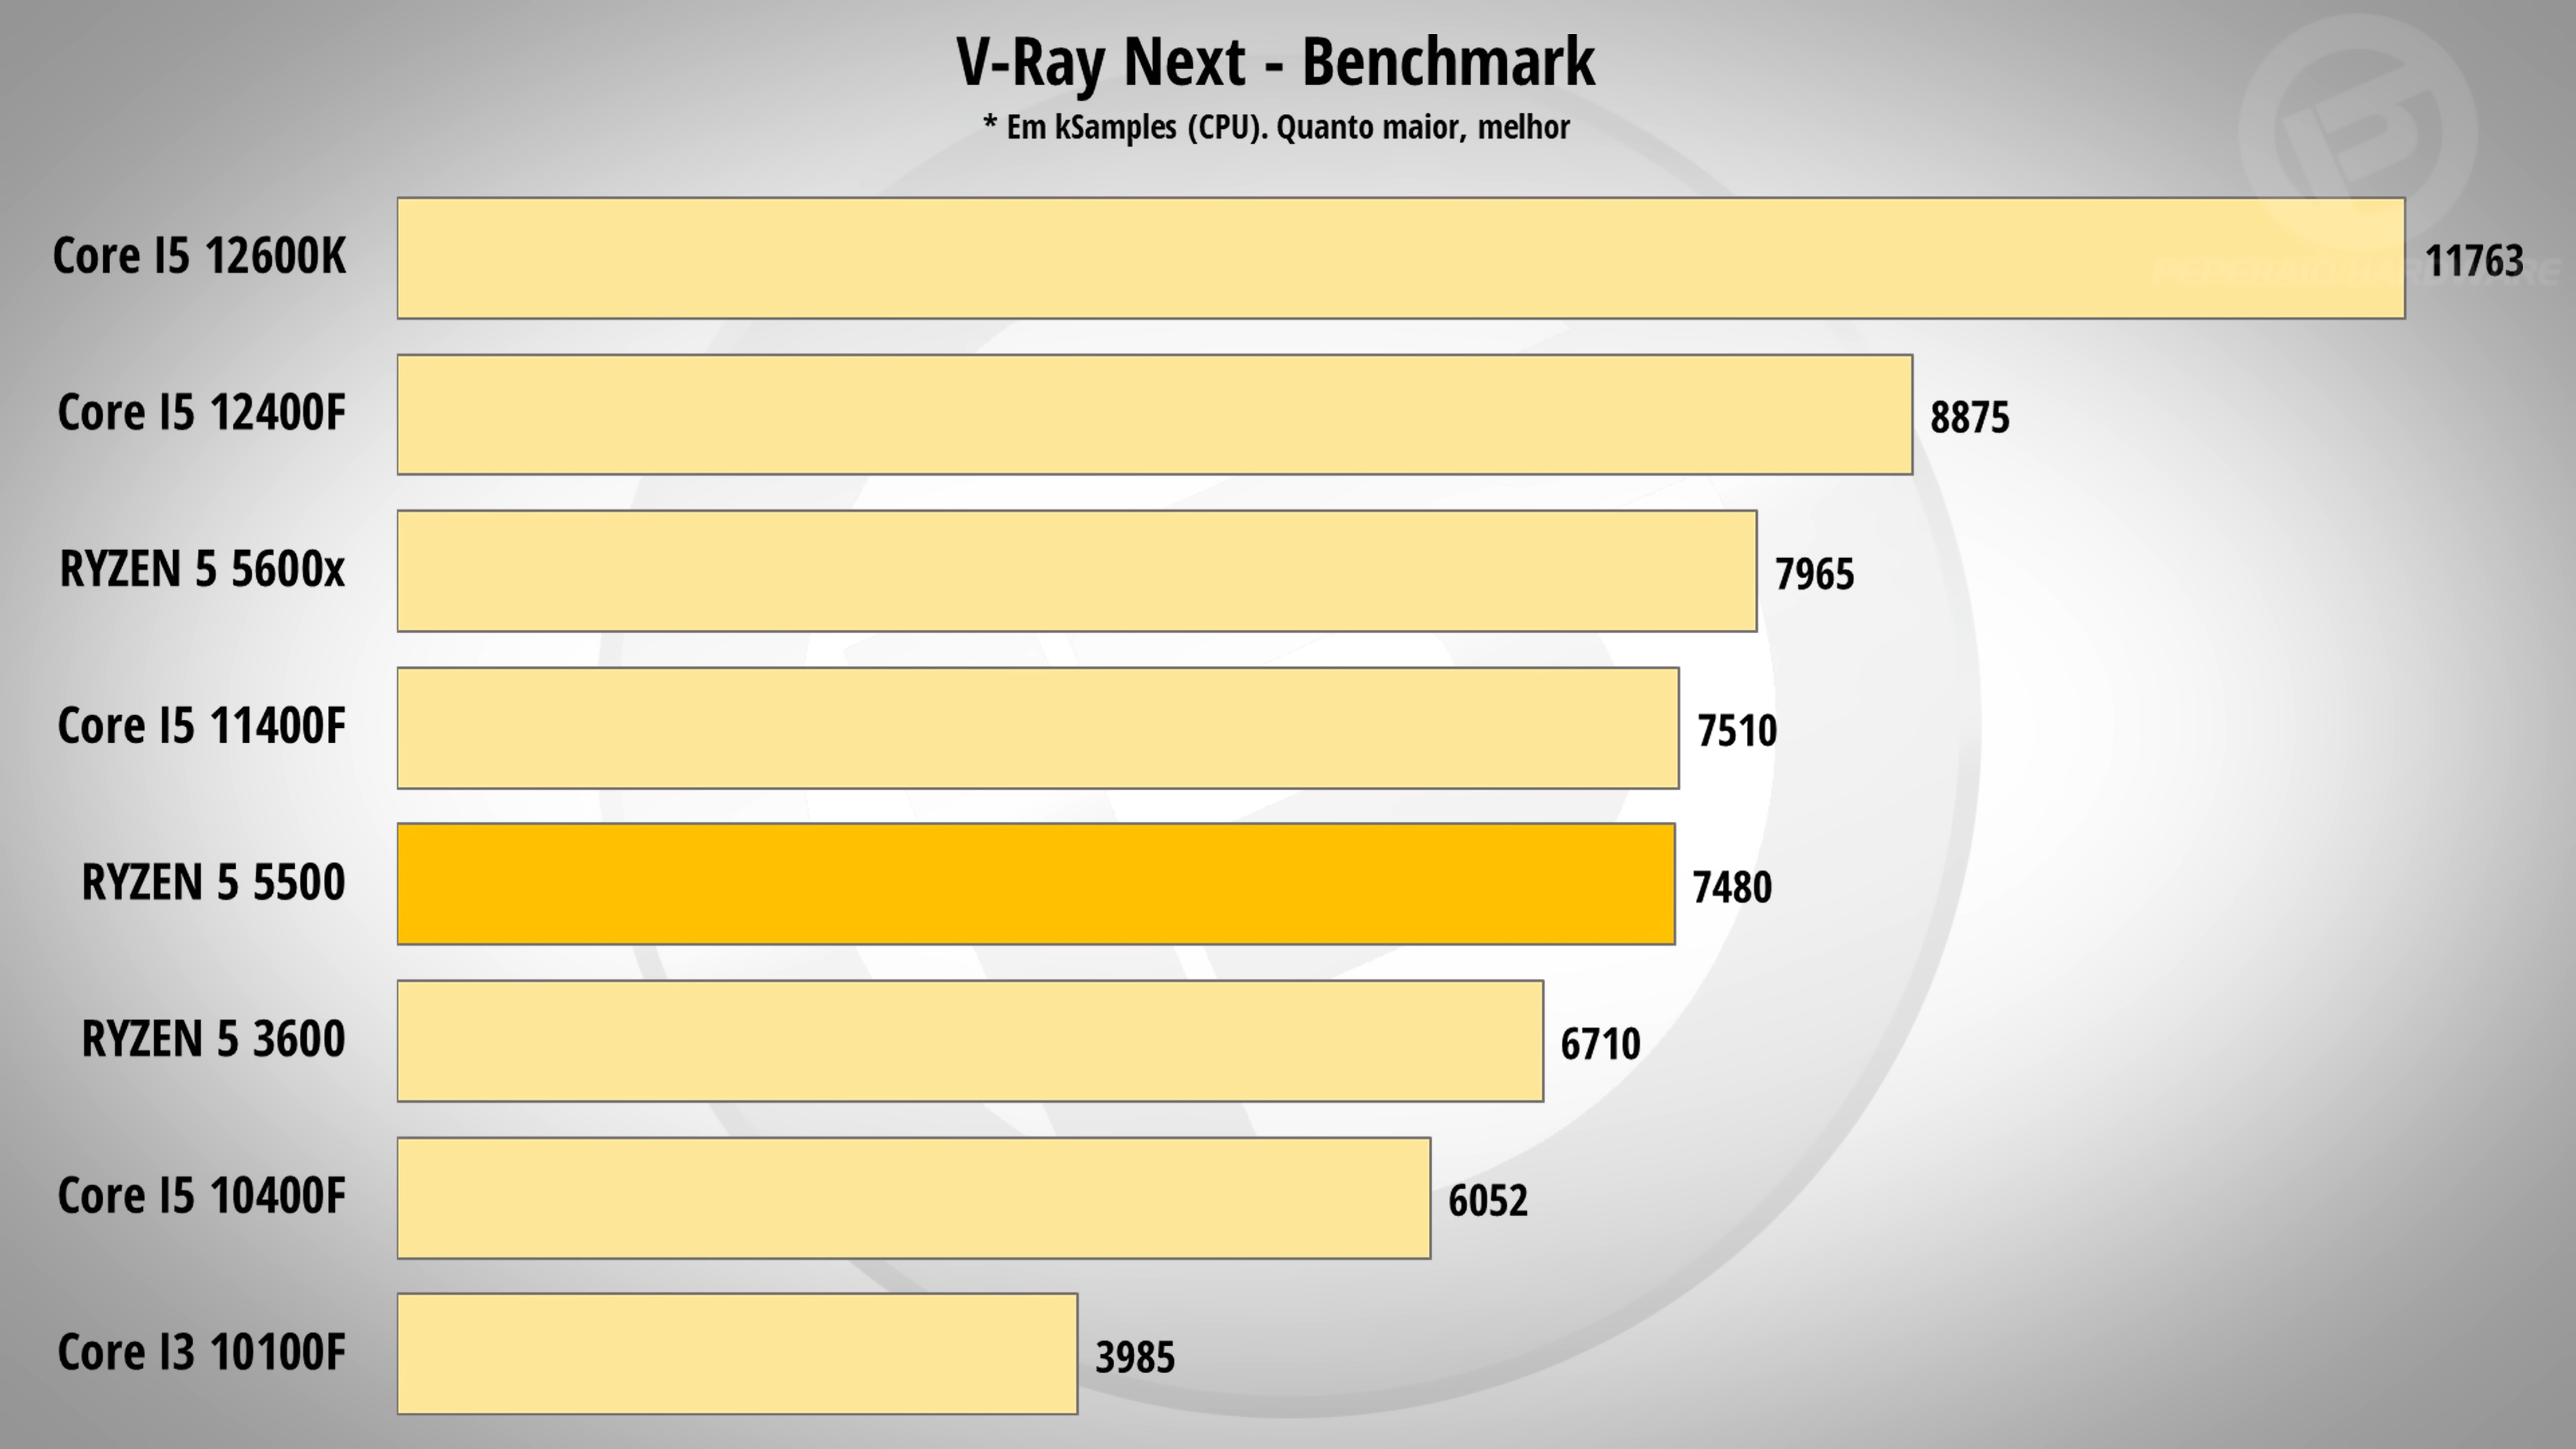 V-Ray Next - Benchmark
* Em kSamples (CPU). Quanto maior, melhor
Core I5 12600K 11763
Core I5 12400F 8875
RYZEN 5 5600x 7965
Core I5 11400F 7510
RYZEN 5 5500 7480
RYZEN 5 3600 6710
Core I5 10400F 6052
Core I3 10100F 3985